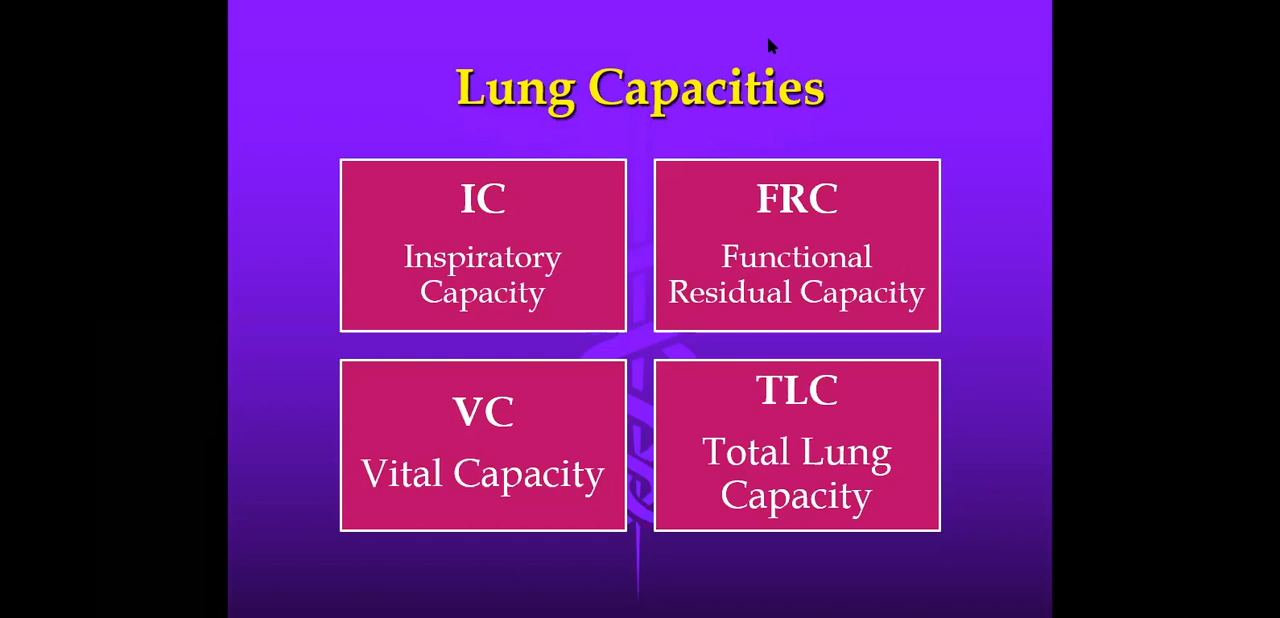 Lung Capacities
IC
Inspiratory
Capacity
FRC
Functional
Residual Capacity
VC
Vital Capacity
TLC
Total Lung
Capacity